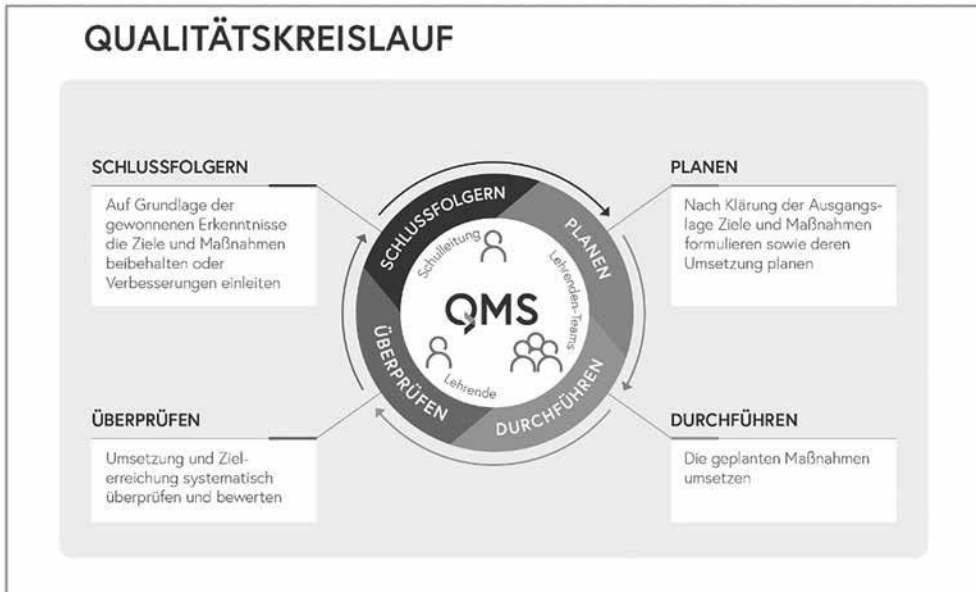 QUALITÄTSKREISLAUF
SCHLUSSFOLGERN
Auf Grundlage der
gewonnenen Erkenntnisse
die Ziele und Maßnahmen
beibehalten oder
Verbesserungen einleiten
PLANEN
Nach Klärung der Ausgangs-
lage Ziele und Maßnahmen
formulieren sowie deren
Umsetzung planen
SCHLUSSFOLGERN
PLANEN
DURCHFÜHREN
ÜBERPRÜFEN
Schulleitung
Lehrenden-Teams
QMS
Lehrende
ÜBERPRÜFEN
Umsetzung und Ziel-
erreichung systematisch
überprüfen und bewerten
DURCHFÜHREN
Die geplanten Maßnahmen
umsetzen